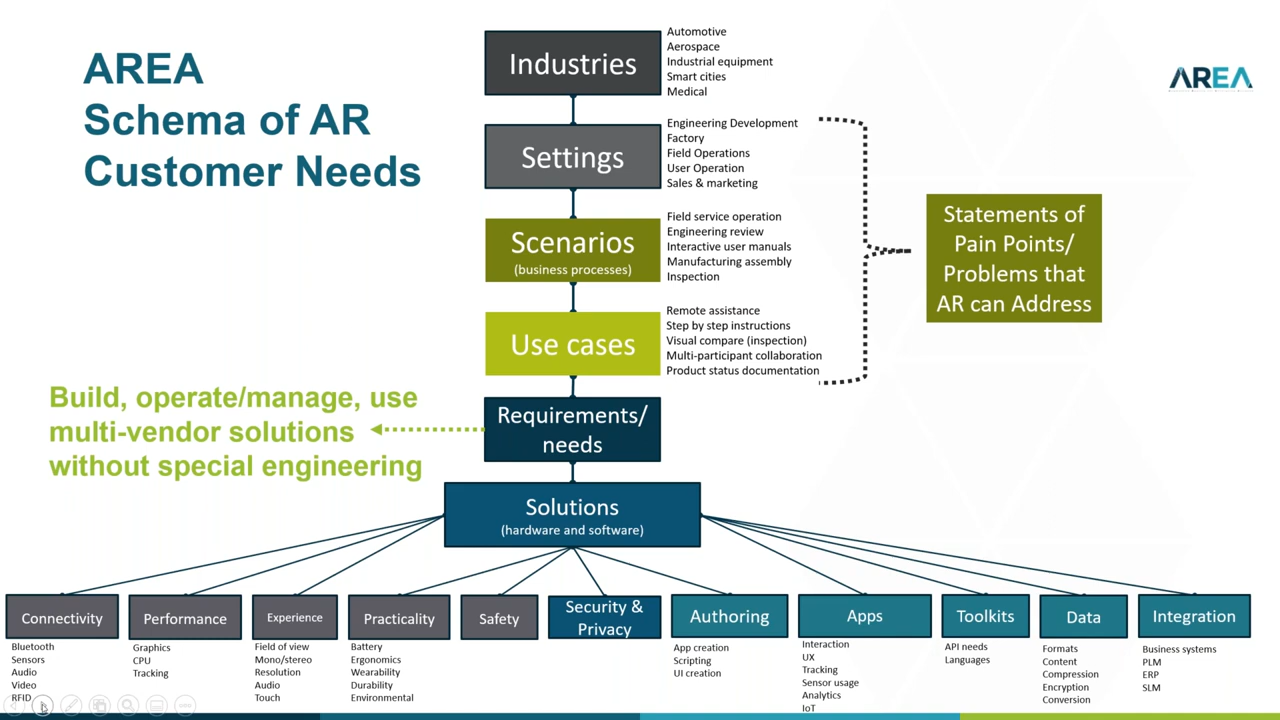 AREA
Schema of AR
Customer Needs
Industries
Automotive
Aerospace
Industrial equipment
Smart cities
Medical
AREA
Settings
Engineering Development
Factory
Field Operations
User Operation
Sales & marketing
Scenarios
(business processes)
Field service operation
Engineering review
Interactive user manuals
Manufacturing assembly
Inspection
Statements of
Pain Points/
Problems that
AR can Address
Use cases
Remote assistance
Step by step instructions
Visual compare (inspection)
Multi-participant collaboration
Product status documentation
Build, operate/manage, use
multi-vendor solutions
without special engineering
Requirements/
needs
Solutions
(hardware and software)
Connectivity
Bluetooth
Sensors
Audio
Video
RFID
Performance
Graphics
CPU
Tracking
Experience
Field of view
Mono/stereo
Resolution
Audio
Touch
Practicality
Battery
Ergonomics
Wearability
Durability
Environmental
Safety
Security &
Privacy
Authoring
App creation
Scripting
UI creation
Apps
Interaction
UX
Tracking
Sensor usage
Analytics
IoT
Toolkits
API needs
Languages
Data
Formats
Content
Compression
Encryption
Conversion
Integration
Business systems
PLM
ERP
SLM